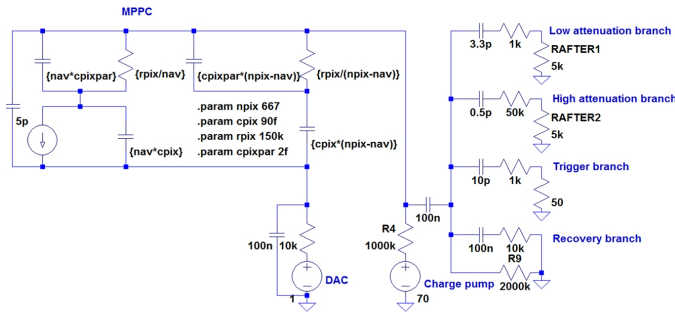 MPPC
Low attenuation branch
3.3p
1k
RAFTER1
5k
{nav*cpixpar}
{rpix/nav}
{cpixpar*(npix-nav)}
{rpix/(npix-nav)}
High attenuation branch
0.5p
50k
RAFTER2
5k
5p
.param npix 667
.param cpix 90f
.param rpix 150k
.param cpixpar 2f
{nav*cpix}
{cpix*(npix-nav)}
Trigger branch
10p
1k
50
100n
R4
1000k
100n
10k
DAC
1
Charge pump
70
Recovery branch
100n
10k
R9
2000k